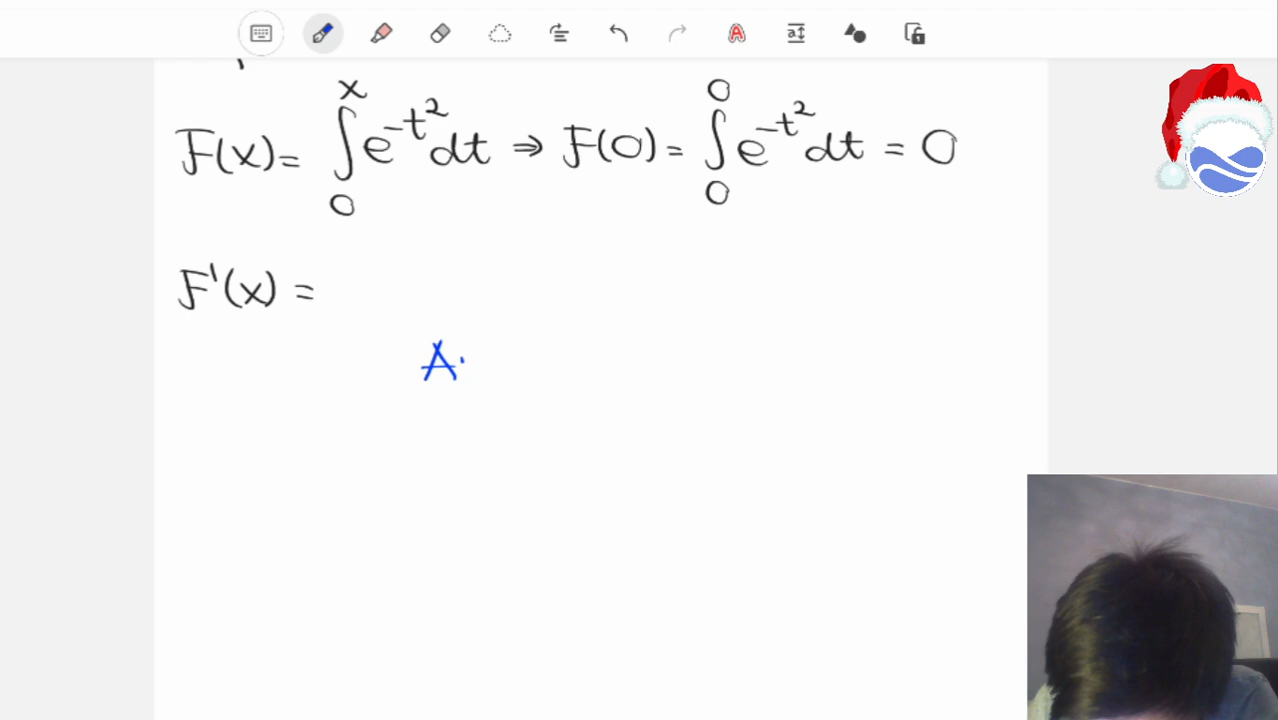 F(x) = ∫₀ˣ e^{-t²} dt ⇒ F(0) = ∫₀⁰ e^{-t²} dt = 0
F'(x) =
A